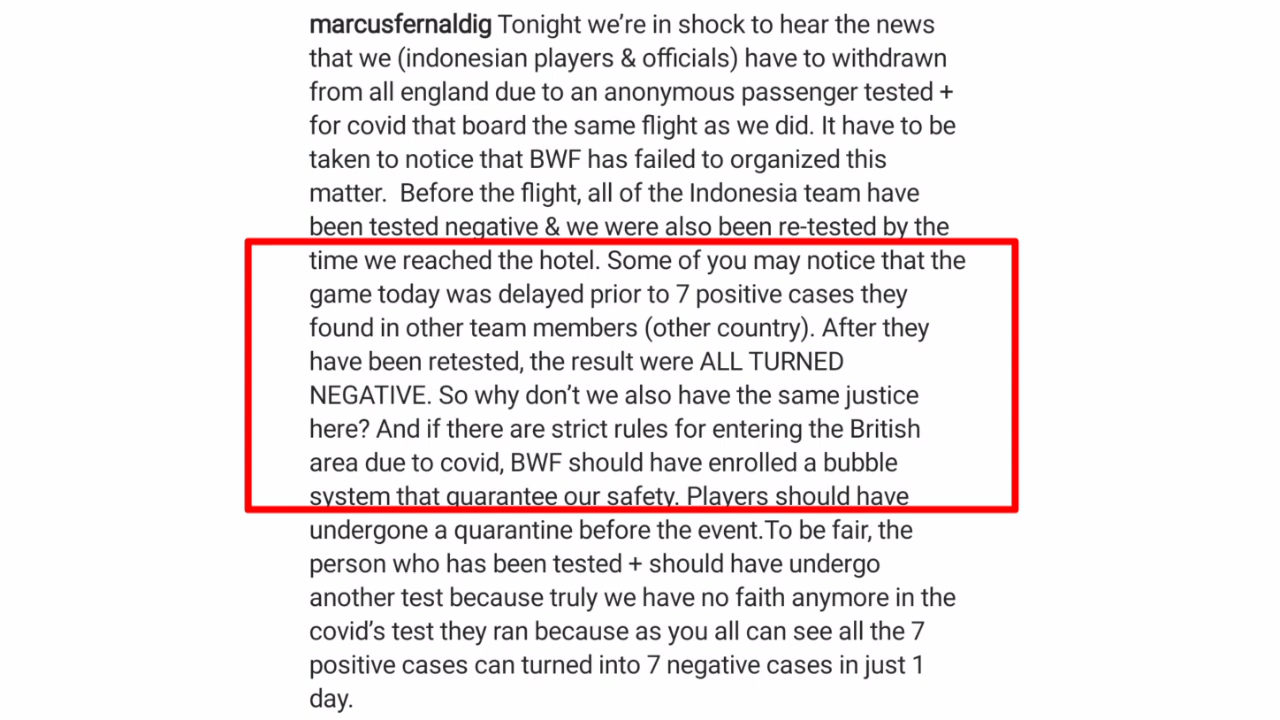 marcusfernaldig Tonight we're in shock to hear the news
that we (indonesian players & officials) have to withdrawn
from all england due to an anonymous passenger tested +
for covid that board the same flight as we did. It have to be
taken to notice that BWF has failed to organized this
matter.  Before the flight, all of the Indonesia team have
been tested negative & we were also been re-tested by the
time we reached the hotel. Some of you may notice that the
game today was delayed prior to 7 positive cases they
found in other team members (other country). After they
have been retested, the result were ALL TURNED
NEGATIVE. So why don't we also have the same justice
here? And if there are strict rules for entering the British
area due to covid, BWF should have enrolled a bubble
system that quarantee our safety. Players should have
undergone a quarantine before the event.To be fair, the
person who has been tested + should have undergo
another test because truly we have no faith anymore in the
covid's test they ran because as you all can see all the 7
positive cases can turned into 7 negative cases in just 1
day.